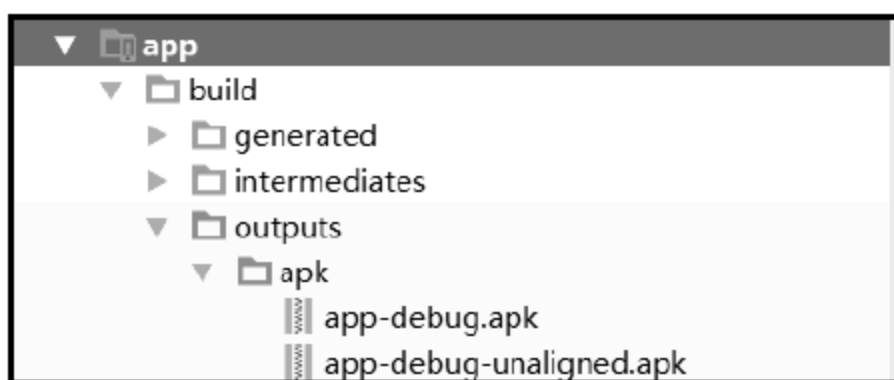 app
build
generated
intermediates
outputs
apk
app-debug.apk
app-debug-unaligned.apk